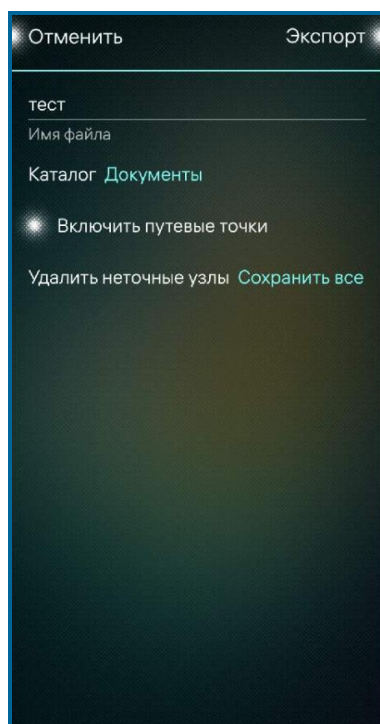 Отменить Экспорт
тест
Имя файла
Каталог Документы
Включить путевые точки
Удалить неточные узлы Сохранить все